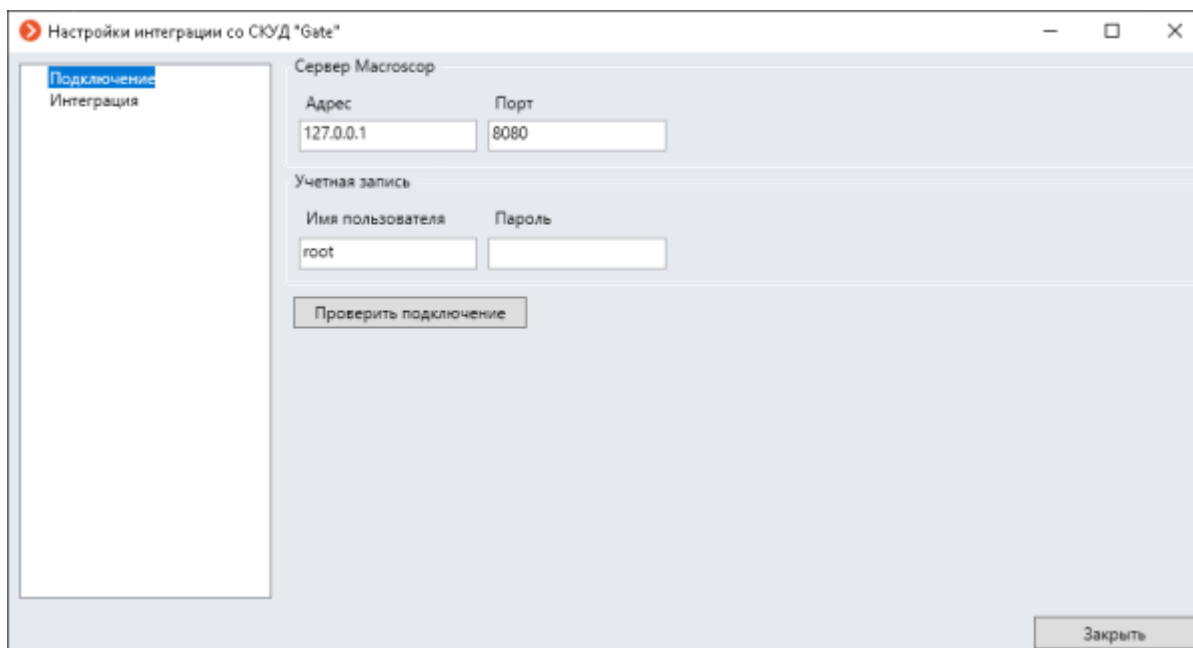 Настройки интеграции со СКУД "Gate"
Подключение
Интеграция
Сервер Macroscop
Адрес Порт
127.0.0.1 8080
Учетная запись
Имя пользователя Пароль
root
Проверить подключение
Закрыть